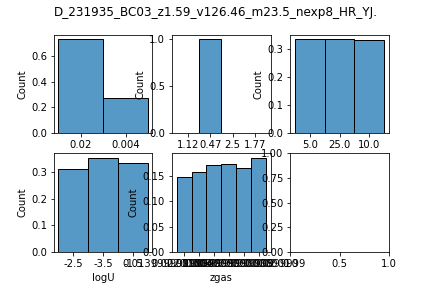 D_231935_BC03_z1.59_v126.46_m23.5_nexp8_HR_YJ.
Count
0.6
0.4
0.2
0.0
0.02 0.004
Count
1.0
0.5
0.0
1.12 0.47 2.5 1.77
Count
0.3
0.2
0.1
0.0
5.0 25.0 10.0
Count
0.3
0.2
0.1
0.0
-2.5 -3.5
logU
Count
0.15
0.10
0.05
0.00
zgas
1.00
0.75
0.50
0.25
0.00
0.5 1.0